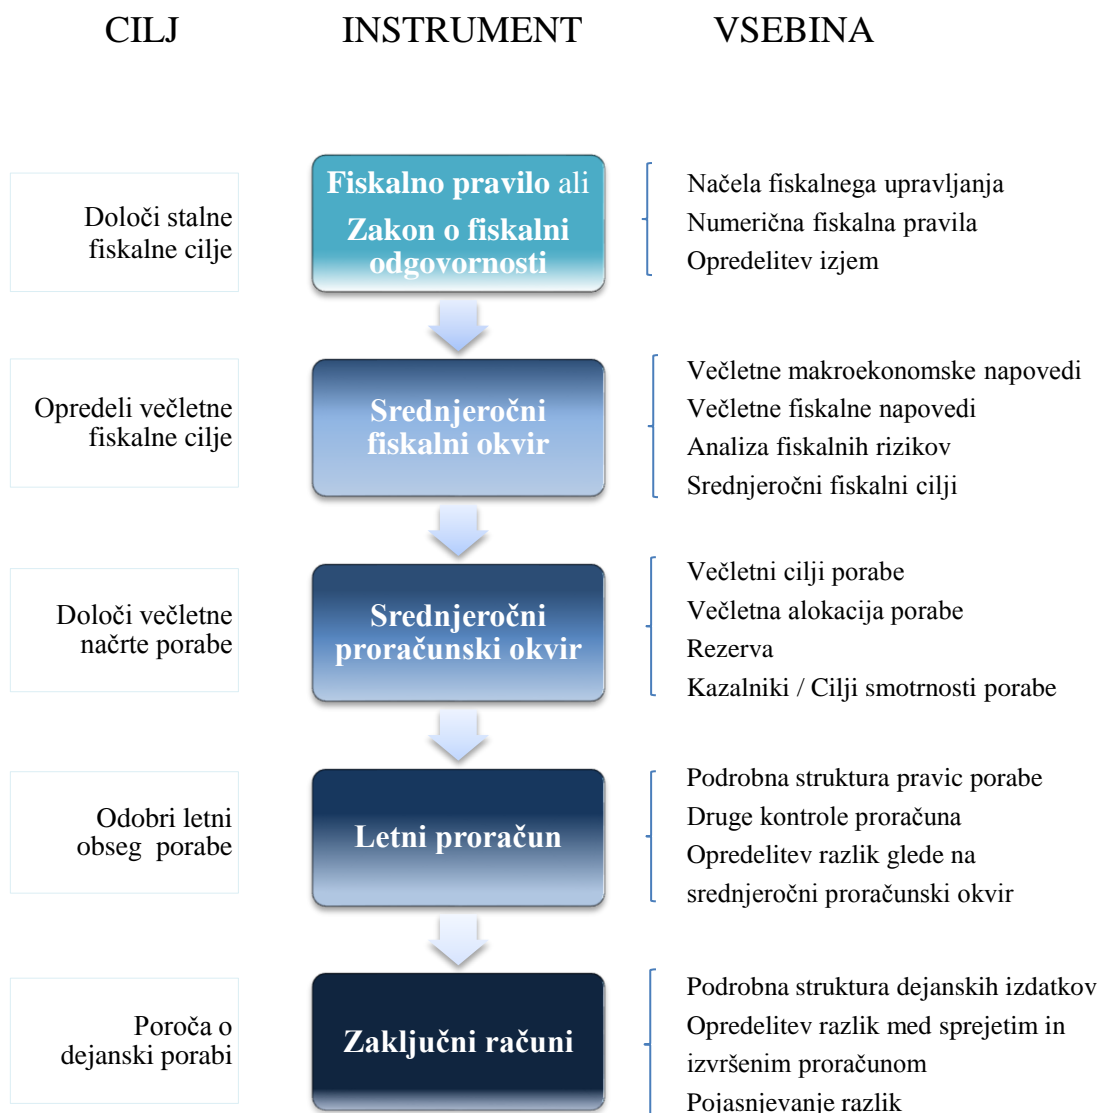 CILJ INSTRUMENT VSEBINA
Določi stalne
fiskalne cilje
Fiskalno pravilo ali
Zakon o fiskalni
odgovornosti
Načela fiskalnega upravljanja
Numerična fiskalna pravila
Opredelitev izjem
Opredeli večletne
fiskalne cilje
Srednjeročni
fiskalni okvir
Večletne makroekonomske napovedi
Večletne fiskalne napovedi
Analiza fiskalnih rizikov
Srednjeročni fiskalni cilji
Določi večletne
načrte porabe
Srednjeročni
proračunski okvir
Večletni cilji porabe
Večletna alokacija porabe
Rezerva
Kazalniki / Cilji smotrnosti porabe
Odobri letni
obseg porabe
Letni proračun
Podrobna struktura pravic porabe
Druge kontrole proračuna
Opredelitev razlik glede na
srednjeročni proračunski okvir
Poroča o
dejanski porabi
Zaključni računi
Podrobna struktura dejanskih izdatkov
Opredelitev razlik med sprejetim in
izvršenim proračunom
Pojasnjevanje razlik